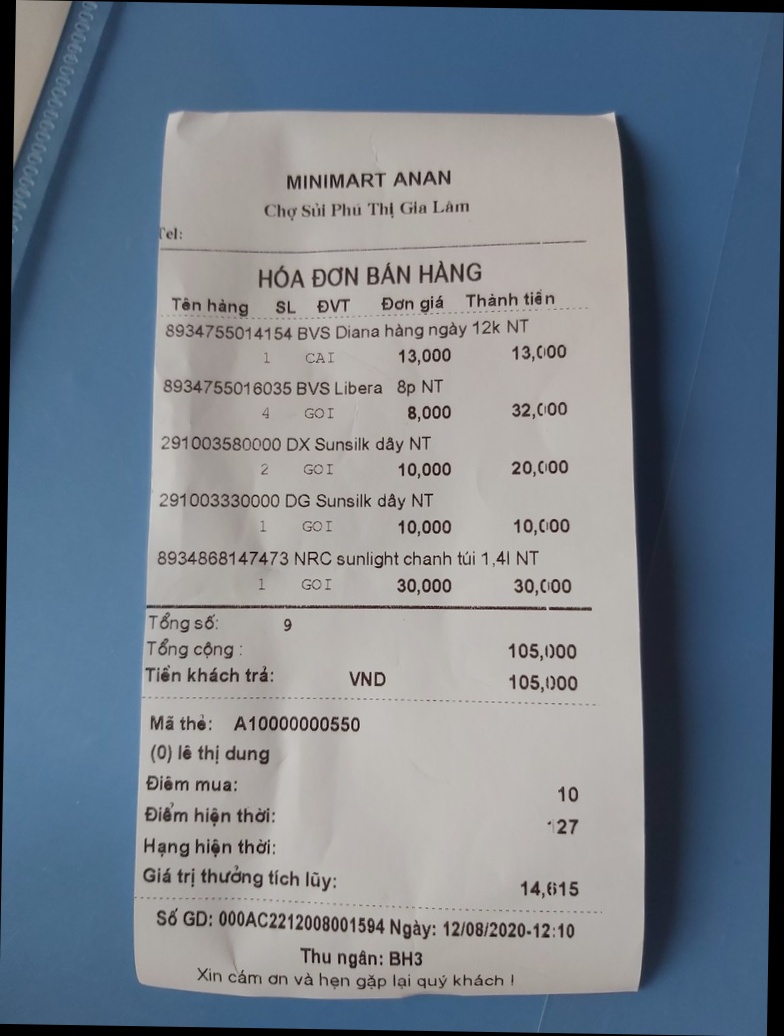 MINIMART ANAN
Chợ Sủi Phú Thị Gia Lâm
Tel:
HÓA ĐƠN BÁN HÀNG
Tên hàng SL ĐVT Đơn giá Thành tiền
8934755014154 BVS Diana hàng ngày 12k NT
1 CAI 13,000 13,000
8934755016035 BVS Libera 8p NT
4 GOI 8,000 32,000
291003580000 DX Sunsilk dây NT
2 GOI 10,000 20,000
291003330000 DG Sunsilk dây NT
1 GOI 10,000 10,000
8934868147473 NRC sunlight chanh túi 1,4l NT
1 GOI 30,000 30,000
Tổng số: 9
Tổng cộng : 105,000
Tiền khách trả: VND 105,000
Mã thẻ: A10000000550
(0) lê thị dung
Điểm mua: 10
Điểm hiện thời: 127
Hạng hiện thời:
Giá trị thưởng tích lũy: 14,615
Số GD: 000AC2212008001594 Ngày: 12/08/2020-12:10
Thu ngân: BH3
Xin cám ơn và hẹn gặp lại quý khách !